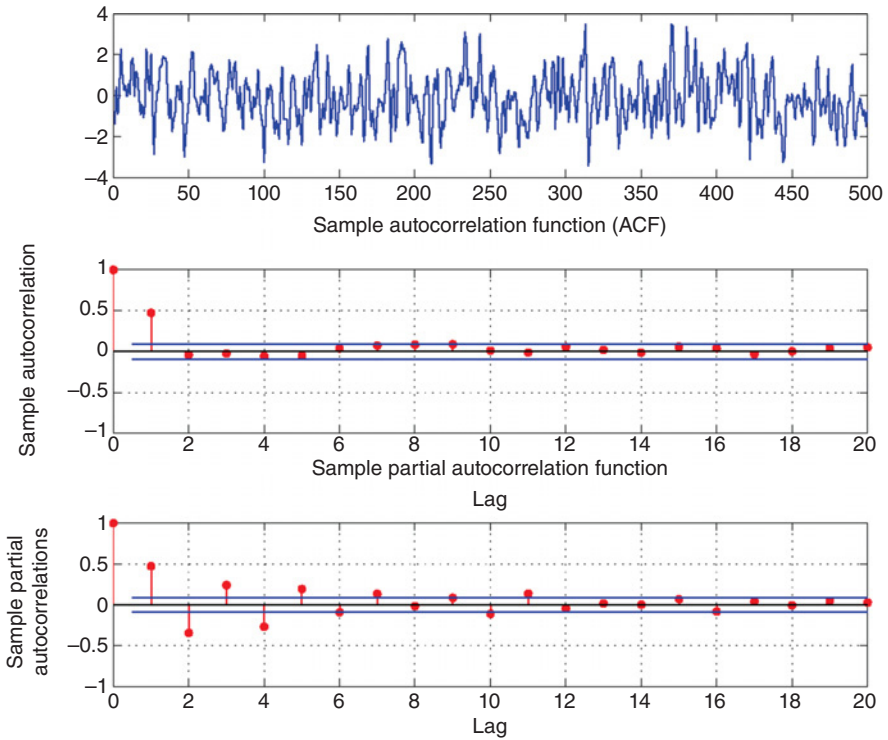 4
2
0
–2
–4
0 50 100 150 200 250 300 350 400 450 500
Sample autocorrelation function (ACF)
Sample autocorrelation
1
0.5
0
–0.5
–1
0 2 4 6 8 10 12 14 16 18 20
Sample partial autocorrelation function
Lag
Sample partial
autocorrelations
1
0.5
0
–0.5
–1
0 2 4 6 8 10 12 14 16 18 20
Lag